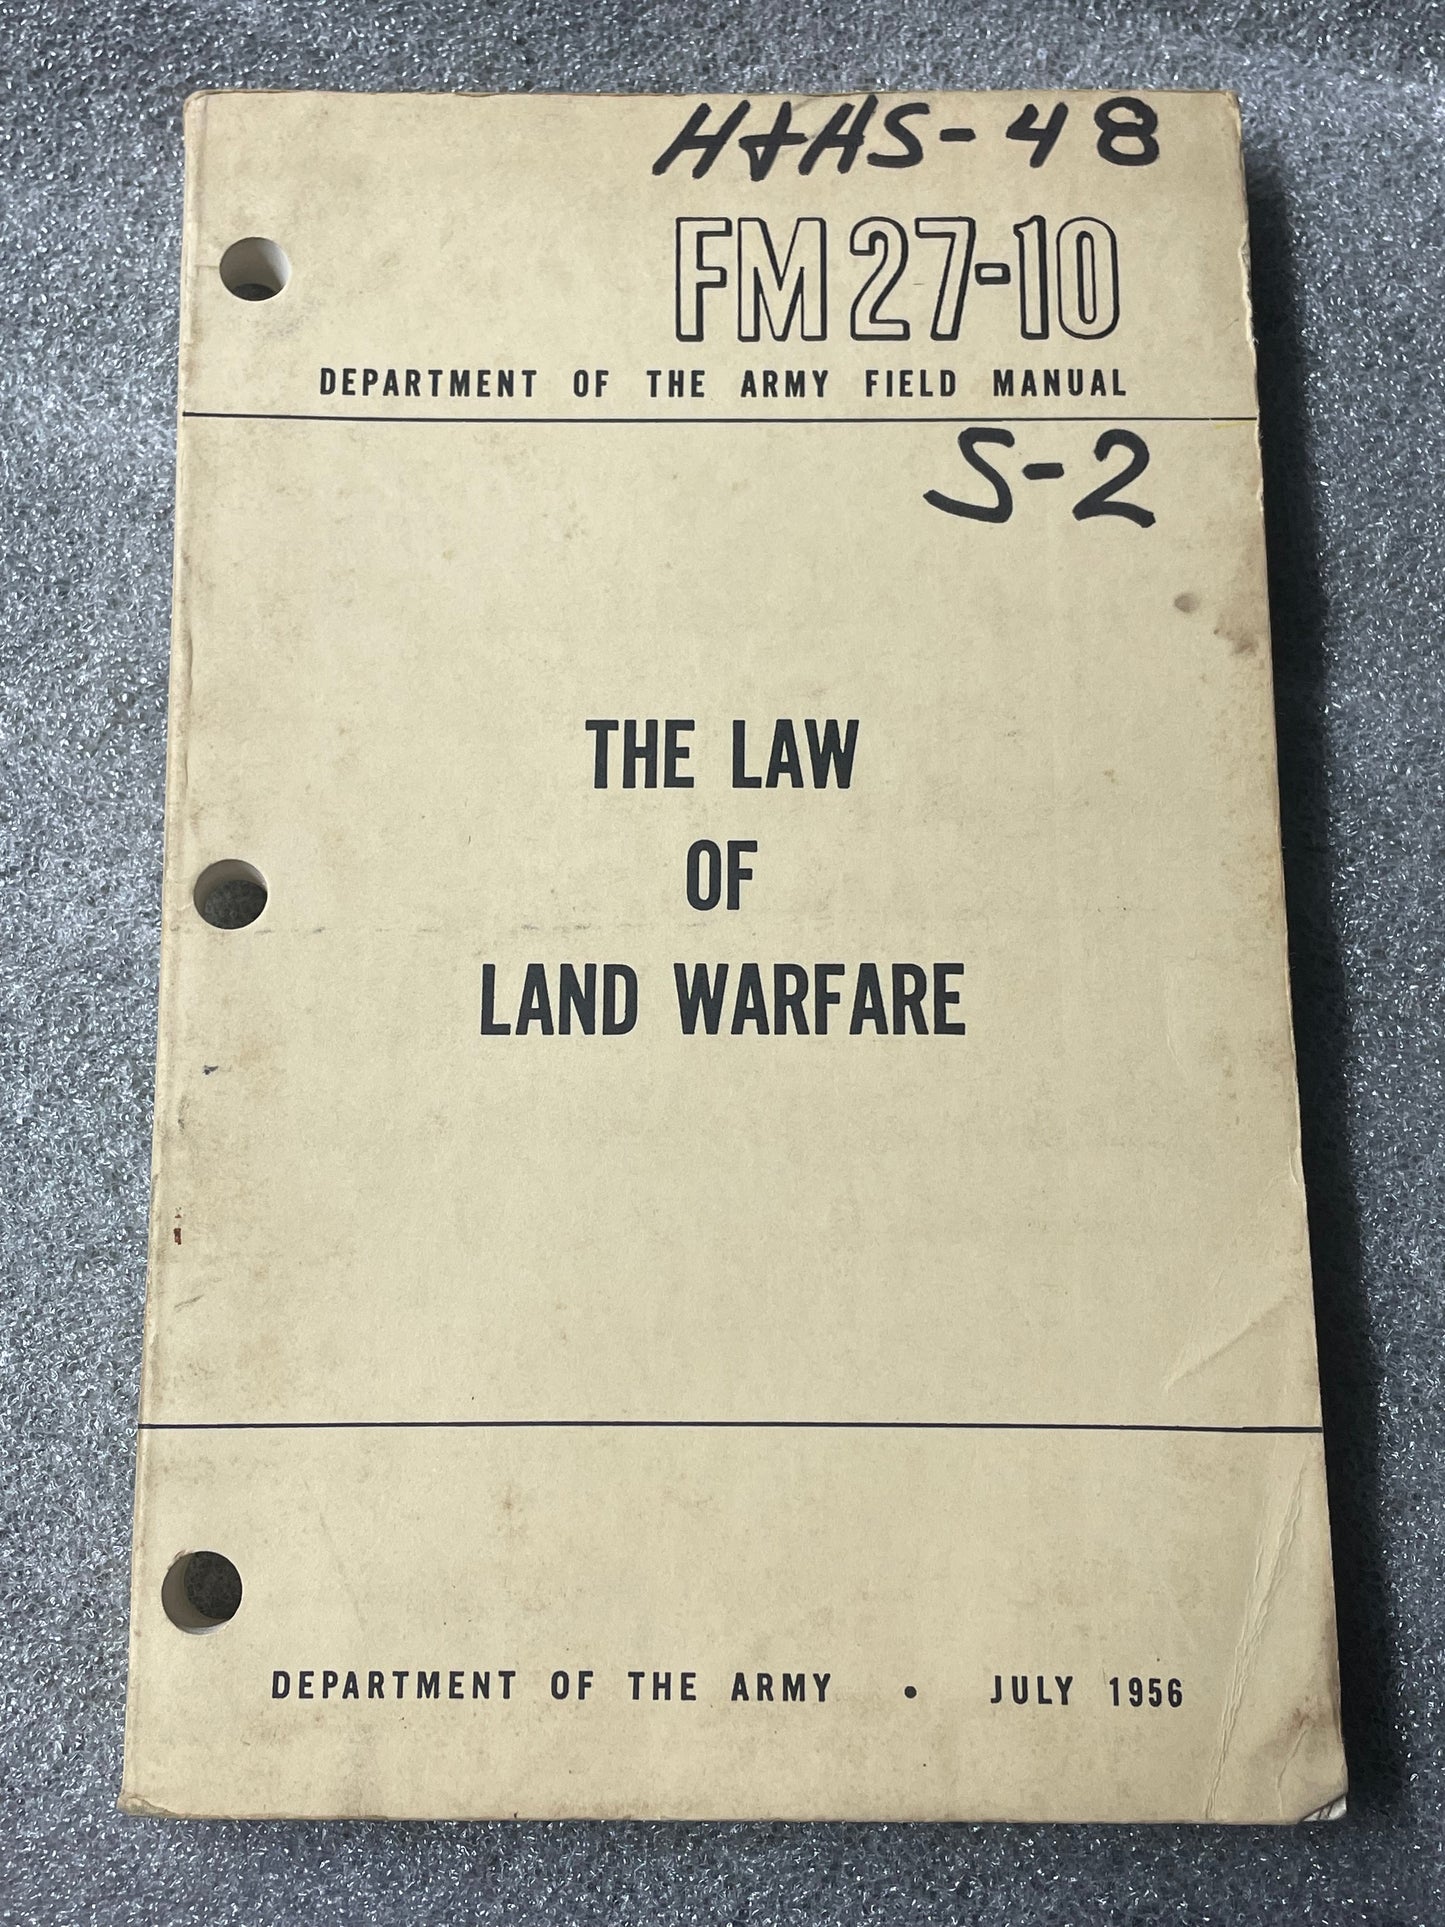 H&HS-48
FM 27-10
DEPARTMENT OF THE ARMY FIELD MANUAL
S-2
THE LAW
OF
LAND WARFARE
DEPARTMENT OF THE ARMY • JULY 1956